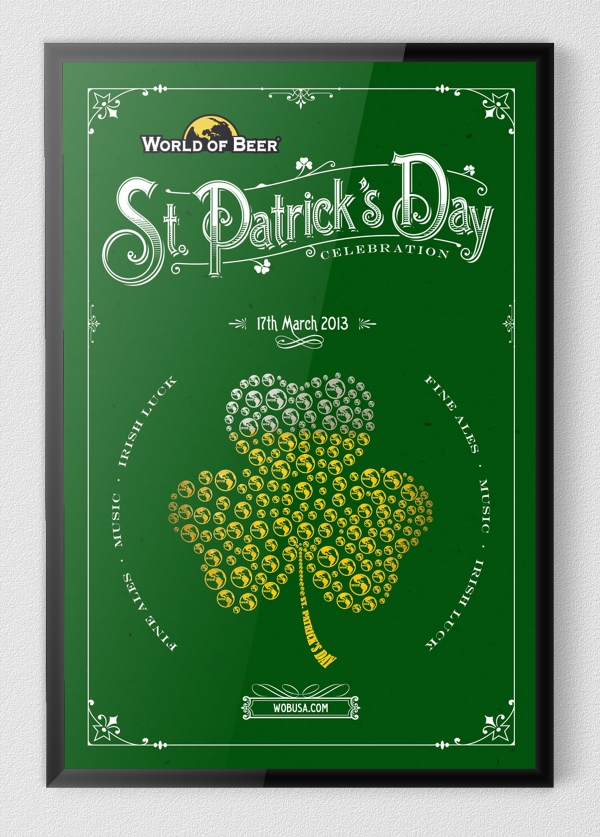 WORLD OF BEER
St. Patrick's Day
CELEBRATION
17th March 2013
FINE ALES · MUSIC · IRISH LUCK
FINE ALES · MUSIC · IRISH LUCK
ST. PATRICK'S DAY
WOBUSA.COM